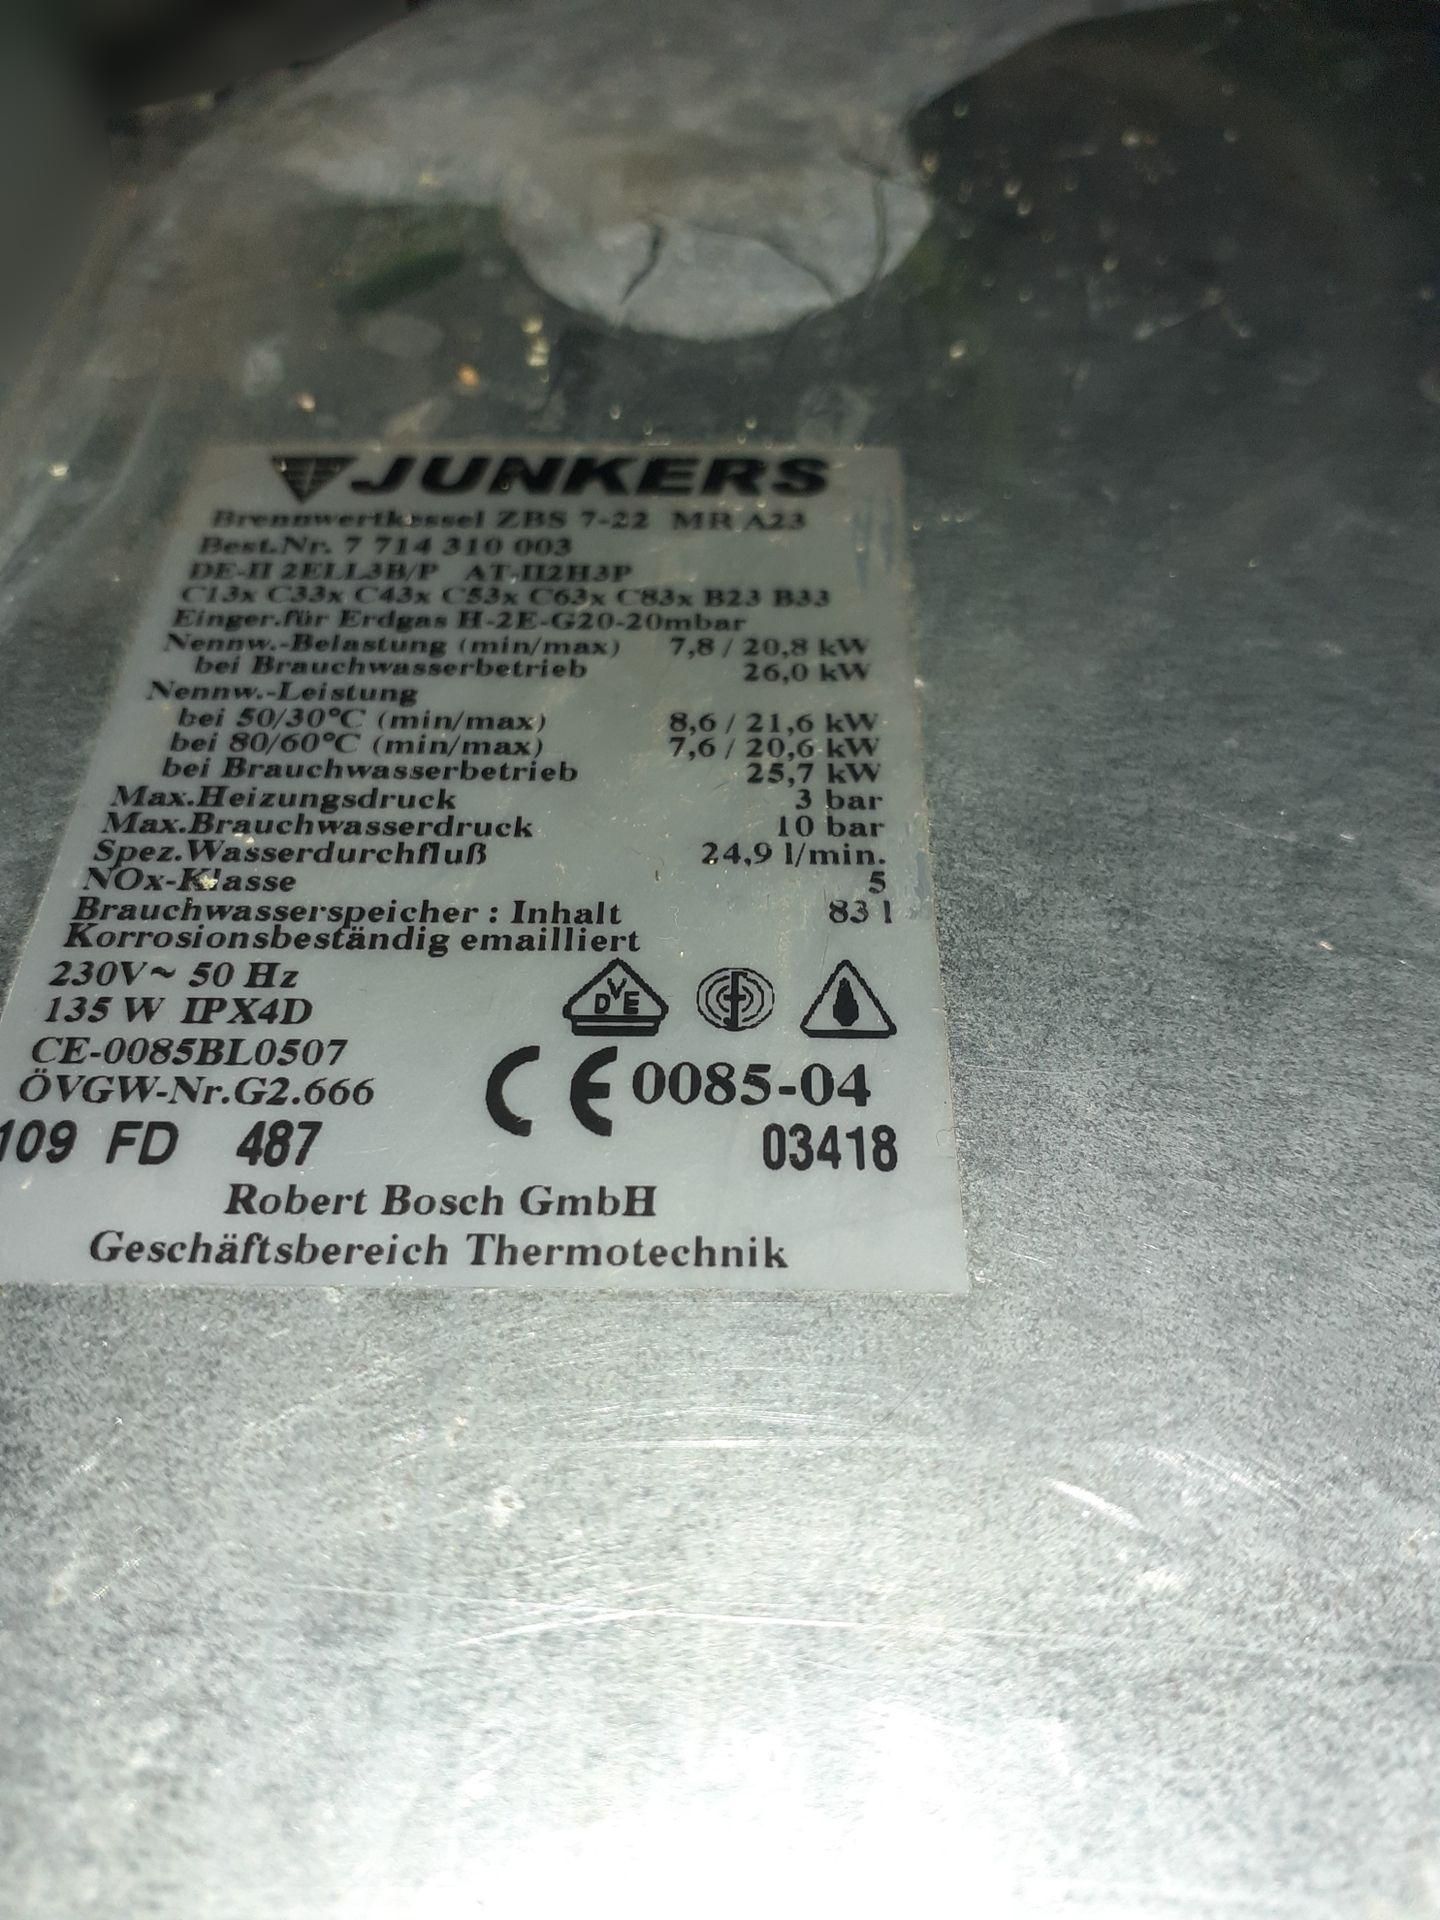 JUNKERS
Brennwertkessel ZBS 7-22 MR A23
Best.Nr. 7 714 310 003
DE-II 2ELL3B/P AT-II2H3P
C13x C33x C43x C53x C63x C83x B23 B33
Einger.für Erdgas H-2E-G20-20mbar
Nennw.-Belastung (min/max) 7,8 / 20,8 kW
bei Brauchwasserbetrieb 26,0 kW
Nennw.-Leistung
bei 50/30°C (min/max) 8,6 / 21,6 kW
bei 80/60°C (min/max) 7,6 / 20,6 kW
bei Brauchwasserbetrieb 25,7 kW
Max.Heizungsdruck 3 bar
Max.Brauchwasserdruck 10 bar
Spez.Wasserdurchfluß 24,9 l/min.
NOx-Klasse 5
Brauchwasserspeicher : Inhalt 83 l
Korrosionsbeständig emailliert
230V~ 50 Hz
135 W IPX4D
DVE
CE-0085BL0507
ÖVGW-Nr.G2.666
CE 0085-04
109 FD 487 03418
Robert Bosch GmbH
Geschäftsbereich Thermotechnik